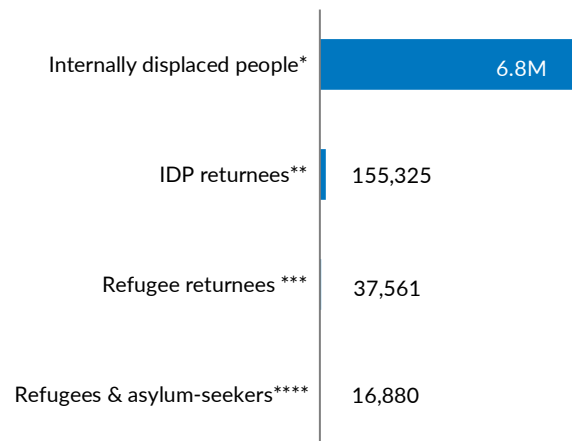 Internally displaced people* 6.8M
IDP returnees** 155,325
Refugee returnees *** 37,561
Refugees & asylum-seekers**** 16,880